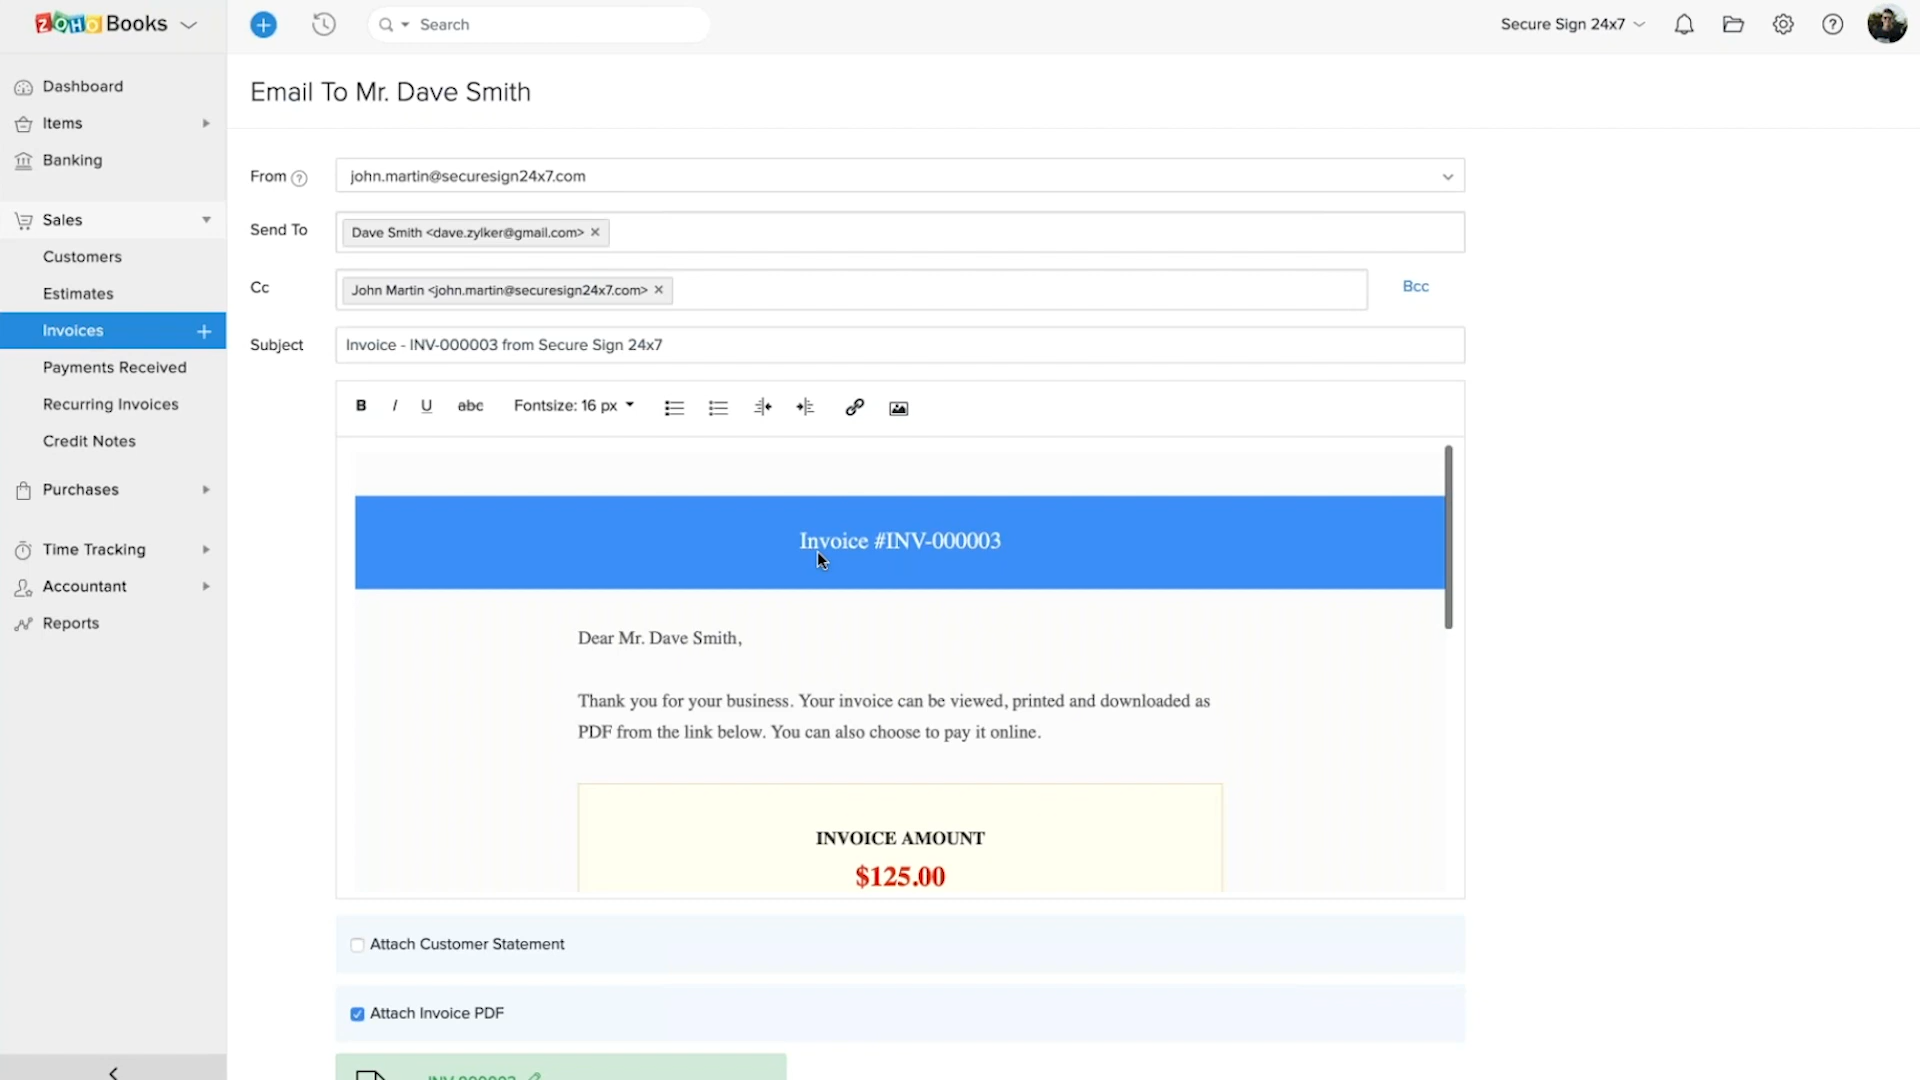 ZOHO Books
Search
Secure Sign 24x7
Dashboard
Items
Banking
Sales
Customers
Estimates
Invoices
Payments Received
Recurring Invoices
Credit Notes
Purchases
Time Tracking
Accountant
Reports
Email To Mr. Dave Smith
From
john.martin@securesign24x7.com
Send To
Dave Smith <dave.zylker@gmail.com>
Cc
John Martin <john.martin@securesign24x7.com>
Bcc
Subject
Invoice - INV-000003 from Secure Sign 24x7
B I U abc Fontsize: 16 px
Invoice #INV-000003
Dear Mr. Dave Smith,
Thank you for your business. Your invoice can be viewed, printed and downloaded as
PDF from the link below. You can also choose to pay it online.
INVOICE AMOUNT
$125.00
Attach Customer Statement
Attach Invoice PDF
INV-000003